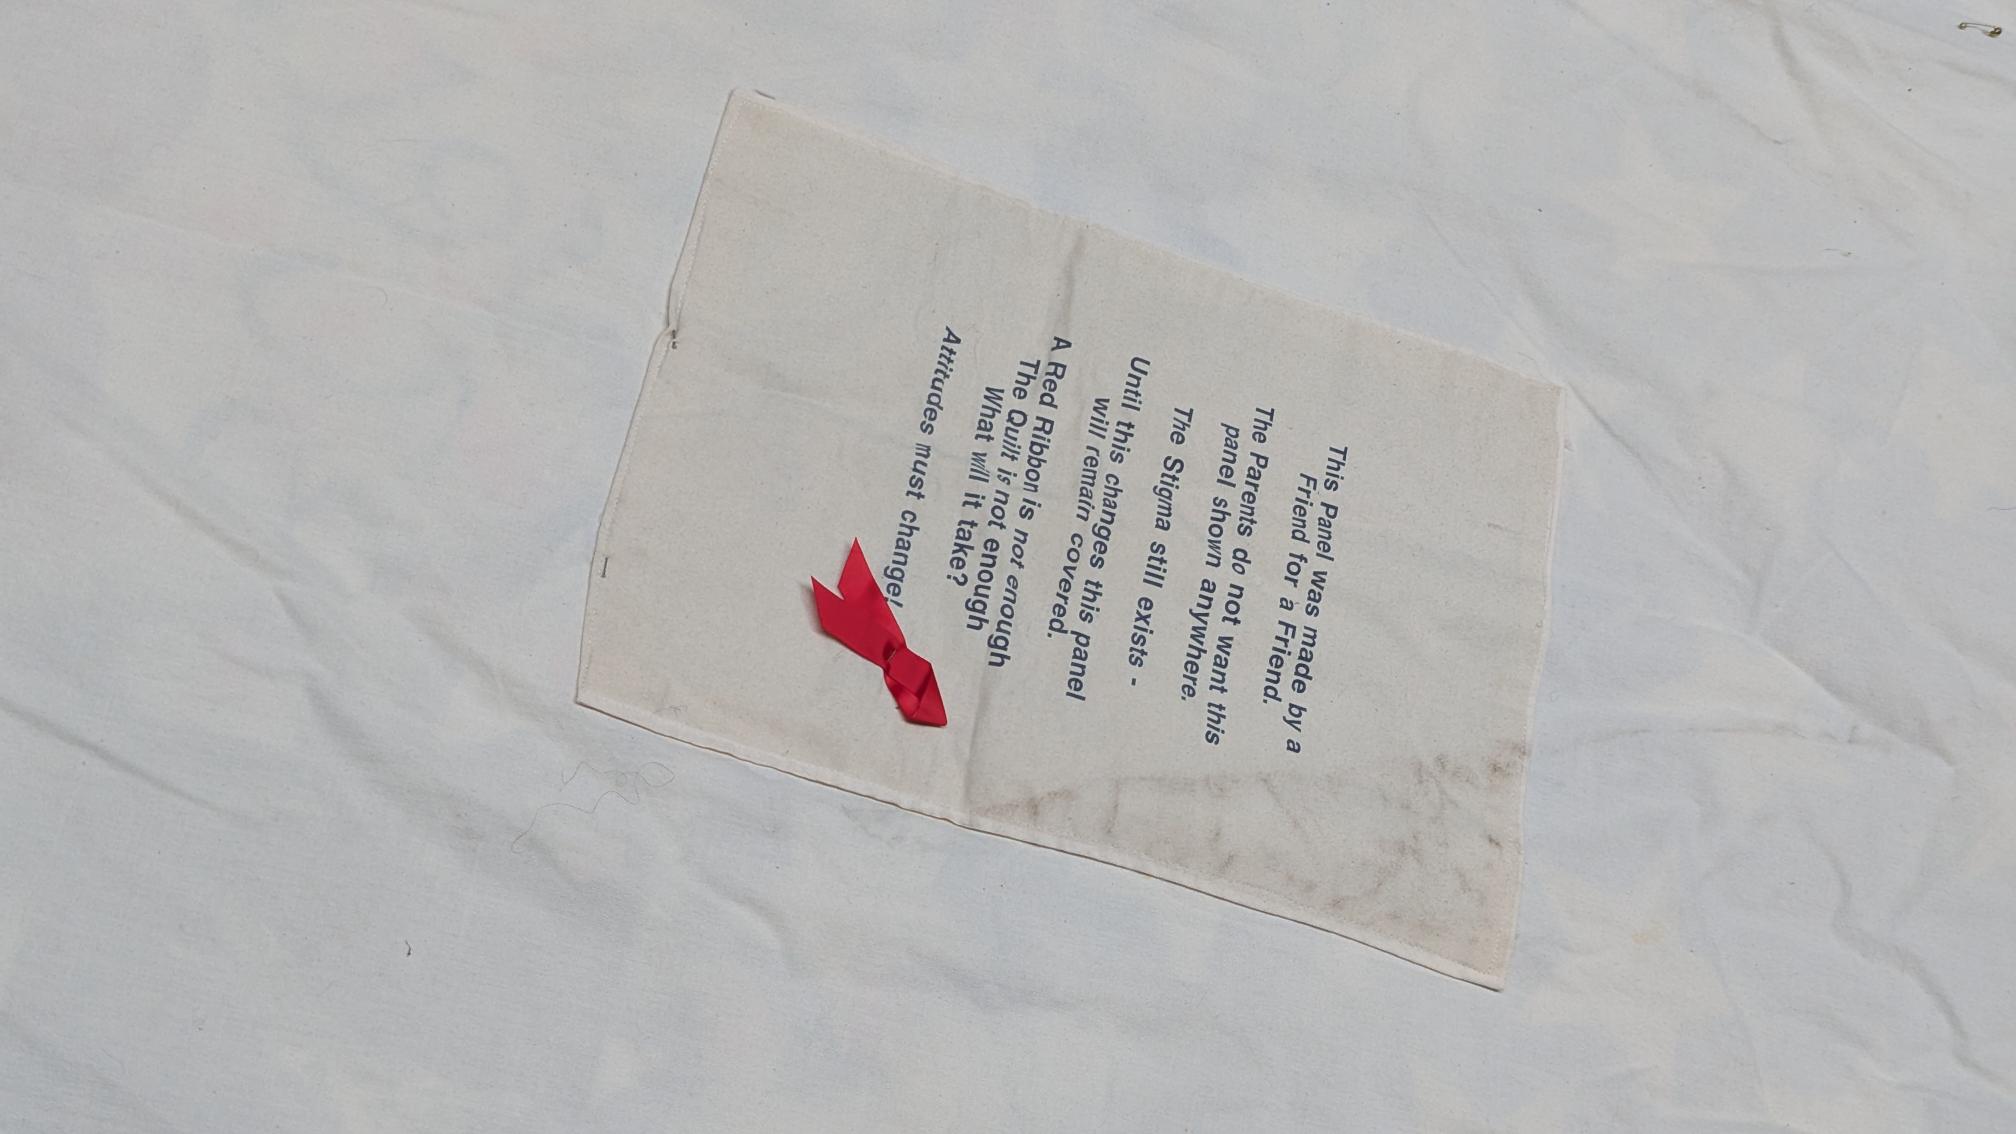 This Panel was made by a
Friend for a Friend.
The Parents do not want this
panel shown anywhere.
The Stigma still exists -
Until this changes this panel
will remain covered.
A Red Ribbon is not enough
The Quilt is not enough
What will it take?
Attitudes must change!